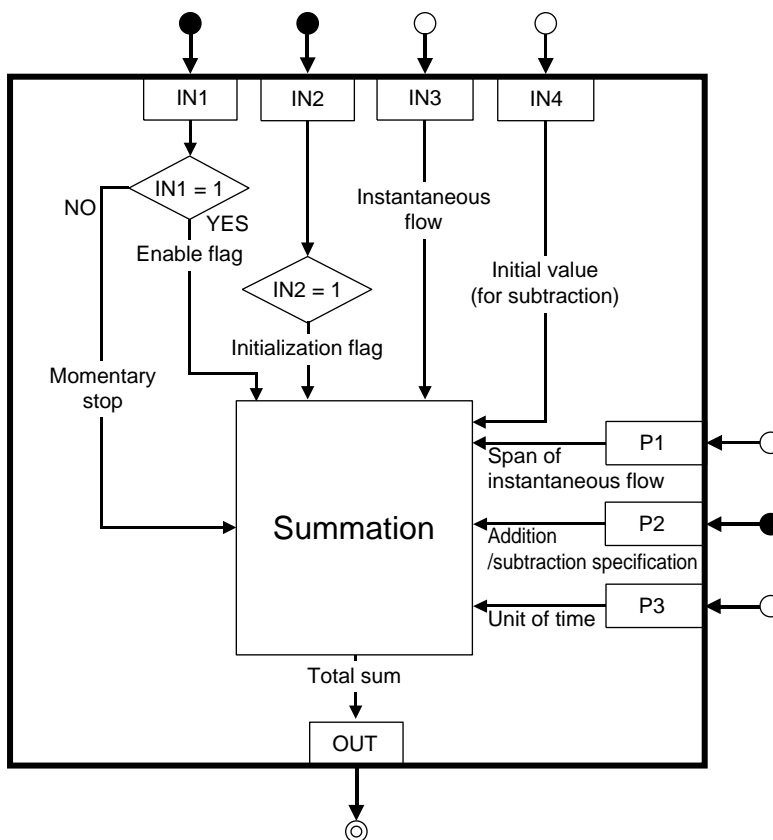 IN1
IN2
IN3
IN4
IN1 = 1
NO
YES
Enable flag
Instantaneous
flow
IN2 = 1
Initial value
(for subtraction)
Initialization flag
Momentary
stop
P1
Span of
instantaneous flow
Summation
P2
Addition
/subtraction specification
P3
Unit of time
Total sum
OUT